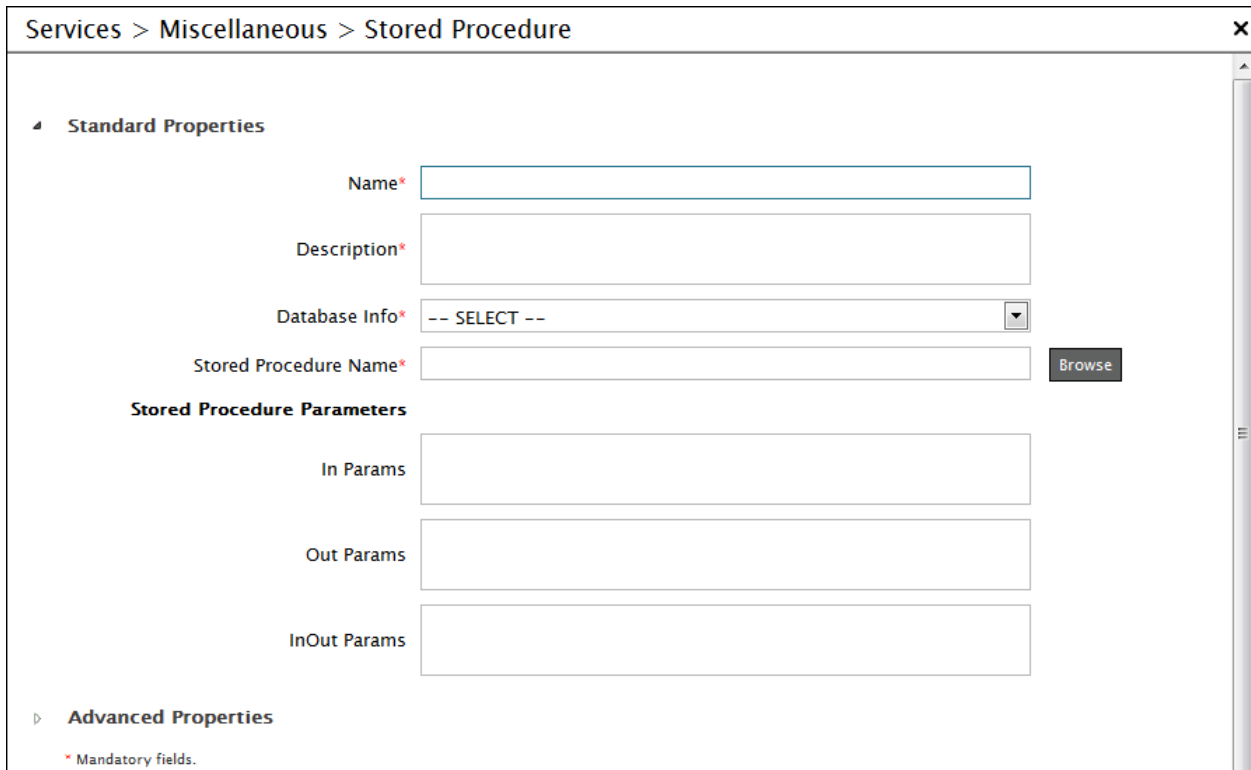 Services > Miscellaneous > Stored Procedure
Standard Properties
Name*
Description*
Database Info* -- SELECT --
Stored Procedure Name* Browse
Stored Procedure Parameters
In Params
Out Params
InOut Params
Advanced Properties
* Mandatory fields.